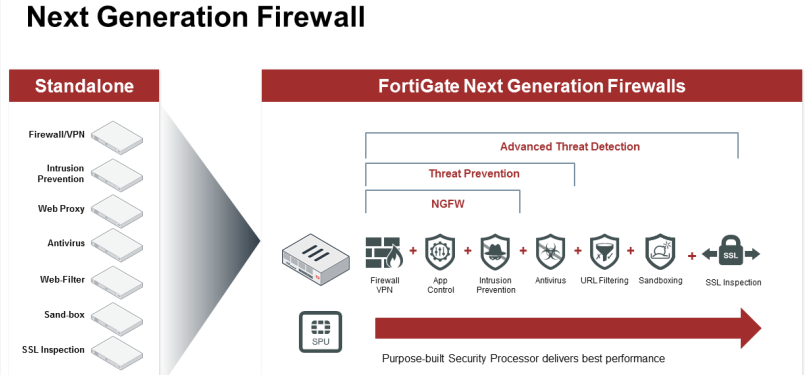 Next Generation Firewall
Standalone
Firewall/VPN
Intrusion
Prevention
Web Proxy
Antivirus
Web-Filter
Sand-box
SSL Inspection
FortiGate Next Generation Firewalls
Advanced Threat Detection
Threat Prevention
NGFW
+ + + + + +
SSL
Firewall
VPN
App
Control
Intrusion
Prevention
Antivirus
URL Filtering
Sandboxing
SSL Inspection
SPU
Purpose-built Security Processor delivers best performance